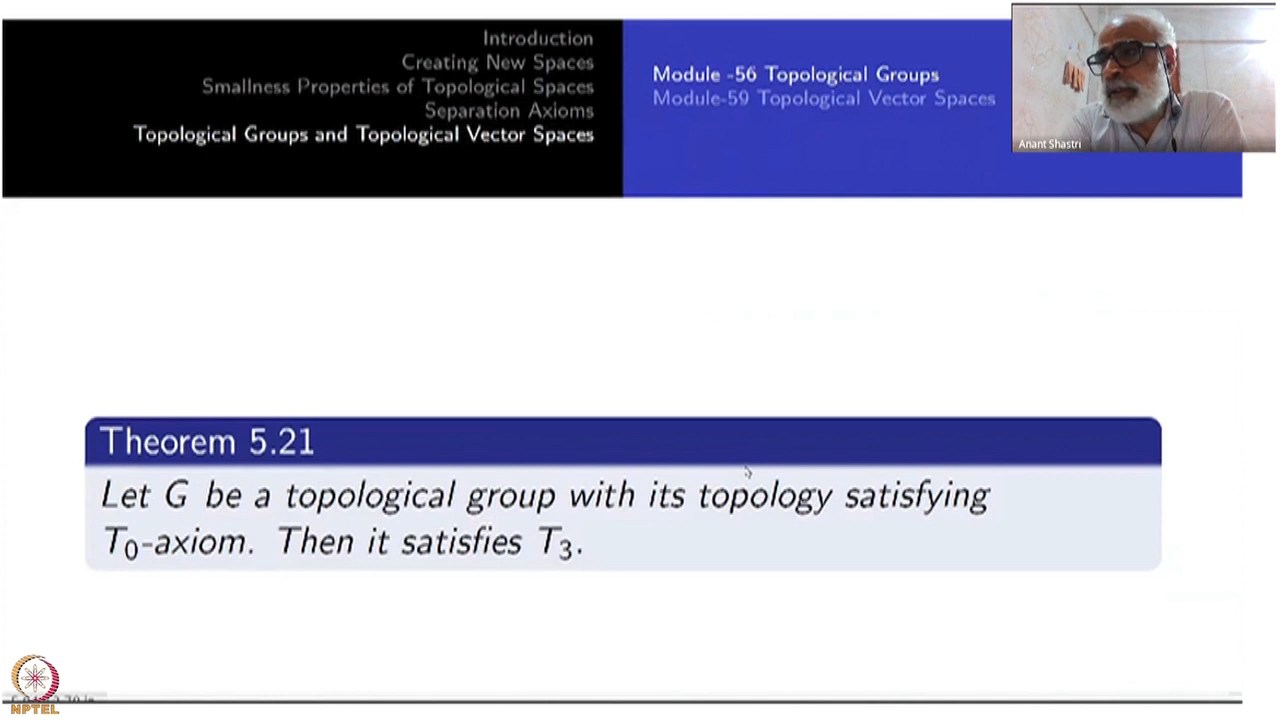 Introduction
Creating New Spaces
Smallness Properties of Topological Spaces
Separation Axioms
Topological Groups and Topological Vector Spaces
Module -56 Topological Groups
Module-59 Topological Vector Spaces
Anant Shastri
Theorem 5.21
Let G be a topological group with its topology satisfying
T₀-axiom. Then it satisfies T₃.
NPTEL